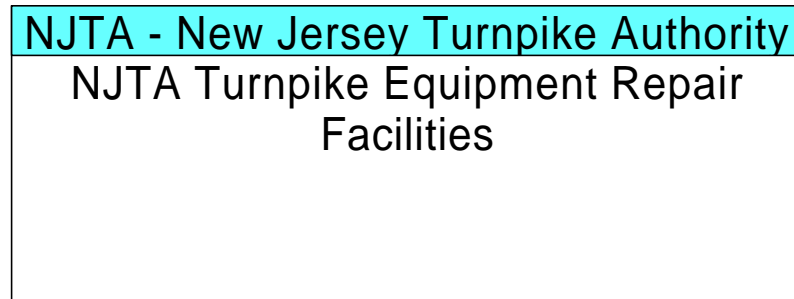 NJTA - New Jersey Turnpike Authority
NJTA Turnpike Equipment Repair
Facilities